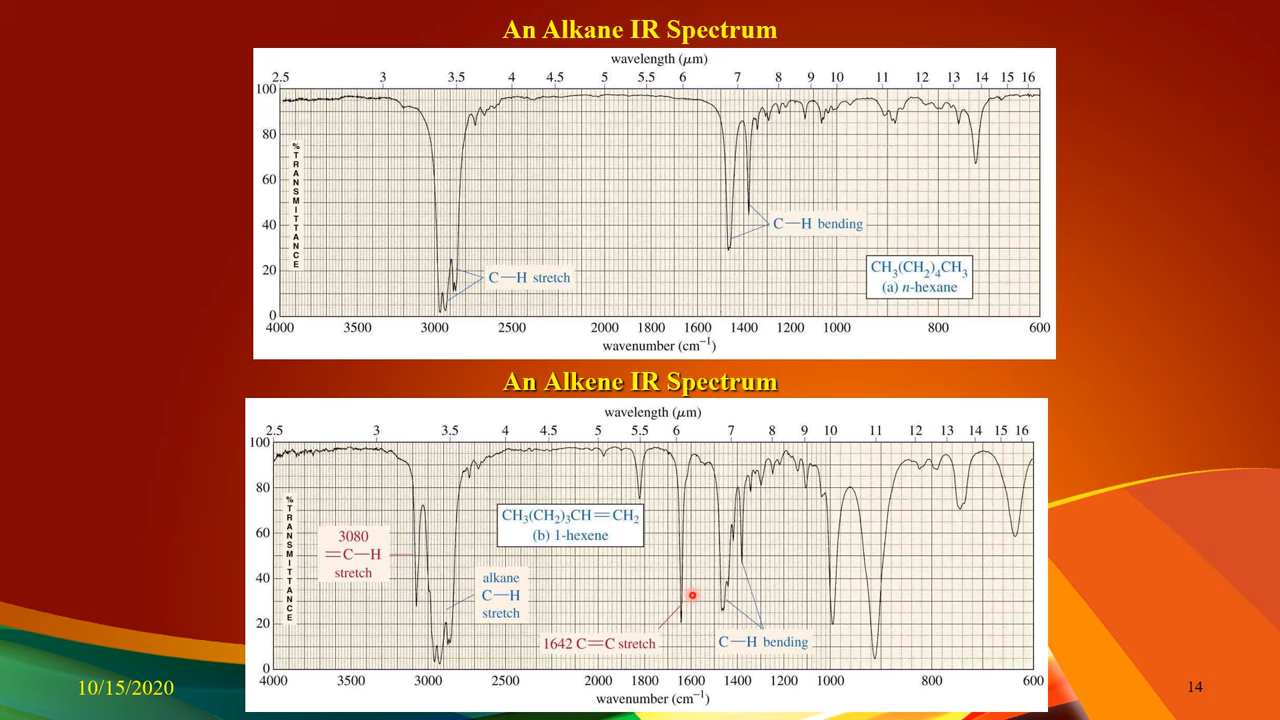 An Alkane IR Spectrum
wavelength (μm)
2.5 3 3.5 4 4.5 5 5.5 6 7 8 9 10 11 12 13 14 15 16
100
80
60
40
20
0
%TRANSMITTANCE
C—H bending
C—H stretch
CH₃(CH₂)₄CH₃
(a) n-hexane
4000 3500 3000 2500 2000 1800 1600 1400 1200 1000 800 600
wavenumber (cm⁻¹)
An Alkene IR Spectrum
wavelength (μm)
2.5 3 3.5 4 4.5 5 5.5 6 7 8 9 10 11 12 13 14 15 16
100
80
60
40
20
0
%TRANSMITTANCE
CH₃(CH₂)₃CH=CH₂
(b) 1-hexene
3080
=C—H
stretch
alkane
C—H
stretch
1642 C=C stretch
C—H bending
4000 3500 3000 2500 2000 1800 1600 1400 1200 1000 800 600
wavenumber (cm⁻¹)
10/15/2020
14